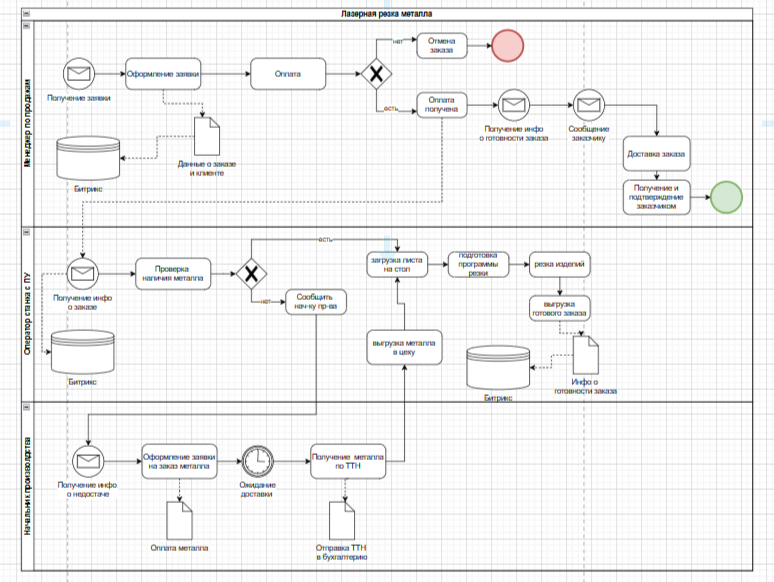 Лазерная резка металла
Менеджер по продажам
нет
Отмена
заказа
Оформление заявки
Оплата
Получение заявки
есть
Оплата
получена
Получение инфо
о готовности заказа
Сообщение
заказчику
Данные о заказе
и клиенте
Битрикс
Доставка заказа
Получение и
подтверждение
заказчиком
Оператор станка с ПУ
есть
Проверка
наличия металла
загрузка листа
на стол
подготовка
программы
резки
резка изделий
Получение инфо
о заказе
нет
Сообщить
нач-ку пр-ва
выгрузка
готового заказа
выгрузка металла
в цеху
Битрикс
Инфо о
готовности заказа
Битрикс
Начальник производства
Получение инфо
о недостаче
Оформление заявки
на заказ металла
Ожидание
доставки
Получение металла
по ТТН
Оплата металла
Отправка ТТН
в бухгалтерию